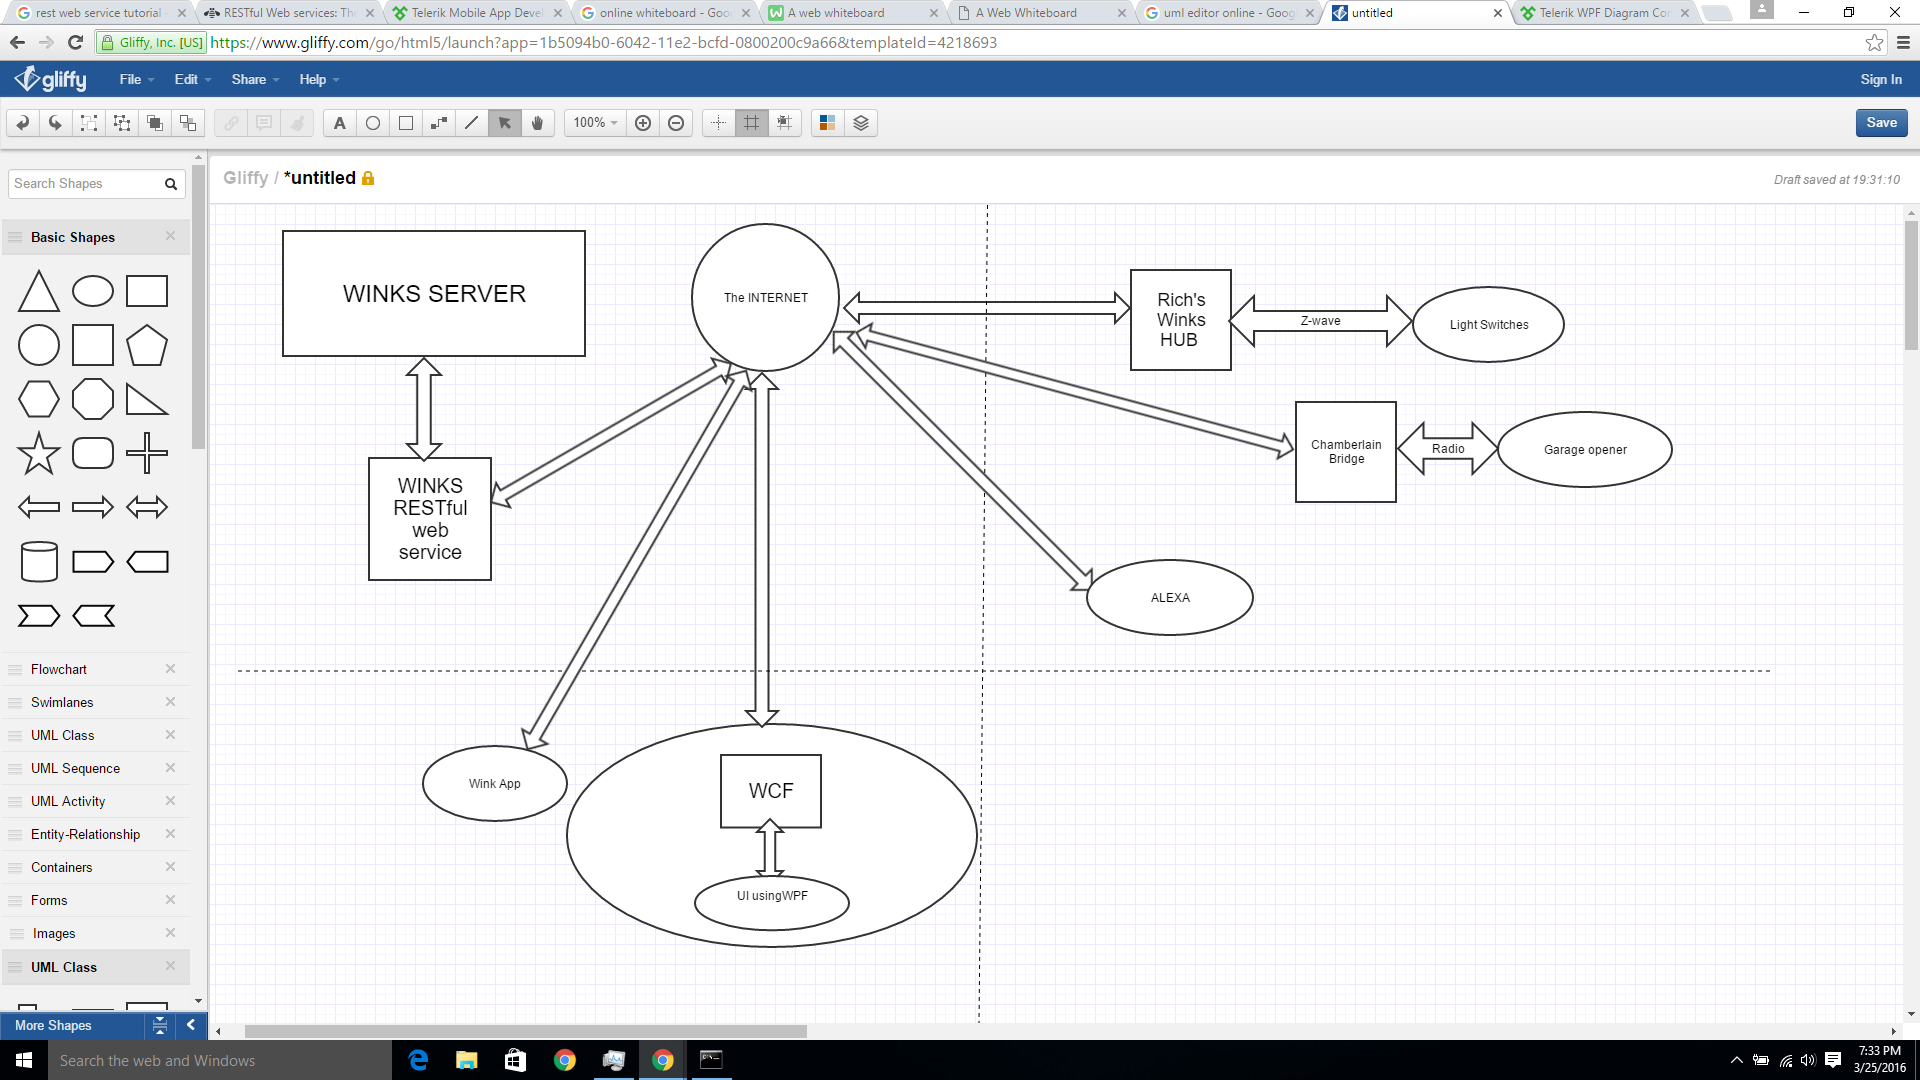 rest web service tutorial -
RESTful Web services: The
Telerik Mobile App Devel
online whiteboard - Goo
A web whiteboard
A Web Whiteboard
uml editor online - Goog
untitled
Telerik WPF Diagram Con
Gliffy, Inc. [US]
https://www.gliffy.com/go/html5/launch?app=1b5094b0-6042-11e2-bcfd-0800200c9a66&templateId=4218693
gliffy
File
Edit
Share
Help
Sign In
A
100%
Save
Search Shapes
Gliffy / *untitled
Draft saved at 19:31:10
Basic Shapes
Flowchart
Swimlanes
UML Class
UML Sequence
UML Activity
Entity-Relationship
Containers
Forms
Images
UML Class
More Shapes
WINKS SERVER
The INTERNET
Rich's
Winks
HUB
Z-wave
Light Switches
Chamberlain
Bridge
Radio
Garage opener
WINKS
RESTful
web
service
ALEXA
Wink App
WCF
UI usingWPF
Search the web and Windows
7:33 PM
3/25/2016